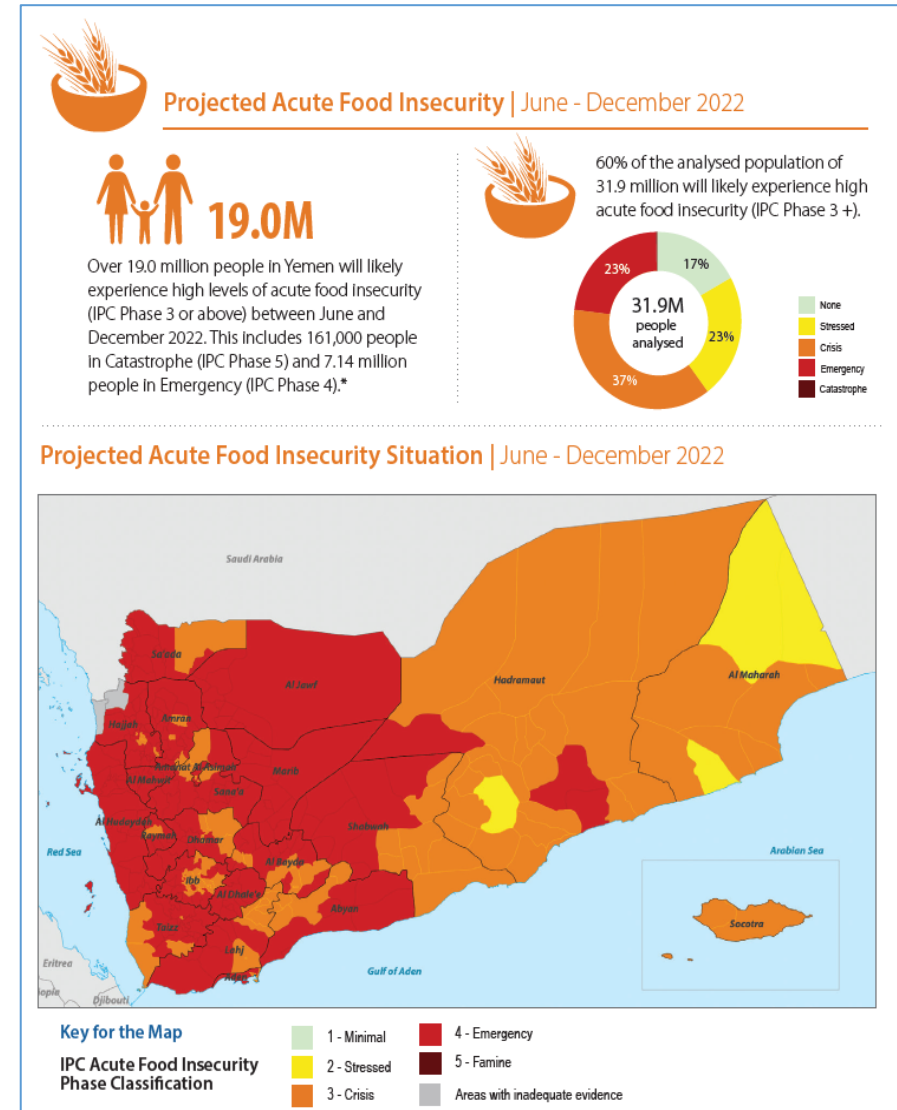 Projected Acute Food Insecurity | June - December 2022
19.0M
Over 19.0 million people in Yemen will likely
experience high levels of acute food insecurity
(IPC Phase 3 or above) between June and
December 2022. This includes 161,000 people
in Catastrophe (IPC Phase 5) and 7.14 million
people in Emergency (IPC Phase 4).*
60% of the analysed population of
31.9 million will likely experience high
acute food insecurity (IPC Phase 3 +).
23%
17%
31.9M
people
analysed
23%
37%
None
Stressed
Crisis
Emergency
Catastrophe
Projected Acute Food Insecurity Situation | June - December 2022
Saudi Arabia
Sa'ada
Al Jawf
Hadramaut
Al Maharah
Hajjah
Amran
Al Asimah
Marib
Al Mahwit
Sana'a
Al Hudaydah
Raymah
Dhamar
Shabwah
Red Sea
Al Bayda
Arabian Sea
Ibb
Al Dhale'e
Abyan
Socotra
Ta'izz
Lahj
Eritrea
Aden
Gulf of Aden
iopia
Djibouti
Key for the Map
IPC Acute Food Insecurity
Phase Classification
1 - Minimal
2 - Stressed
3 - Crisis
4 - Emergency
5 - Famine
Areas with inadequate evidence